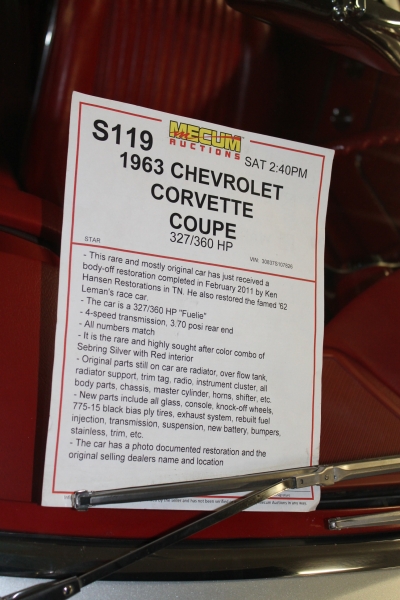 S119 MECUM AUCTIONS SAT 2:40PM
1963 CHEVROLET
CORVETTE
COUPE
327/360 HP
STAR
- This rare and mostly original car has just received a
body-off restoration completed in February 2011 by Ken
Hansen Restorations in TN. He also restored the famed '62
Leman's race car.
- The car is a 327/360 HP "Fuelie"
- 4-speed transmission, 3.70 posi rear end
- All numbers match
- It is the rare and highly sought after color combo of
Sebring Silver with Red interior
- Original parts still on car are radiator, over flow tank,
radiator support, trim tag, radio, instrument cluster, all
body parts, chassis, master cylinder, horns, shifter, etc.
- New parts include all glass, console, knock-off wheels,
775-15 black bias ply tires, exhaust system, rebuilt fuel
injection, transmission, suspension, new battery, bumpers,
stainless, trim, etc.
- The car has a photo documented restoration and the
original selling dealers name and location